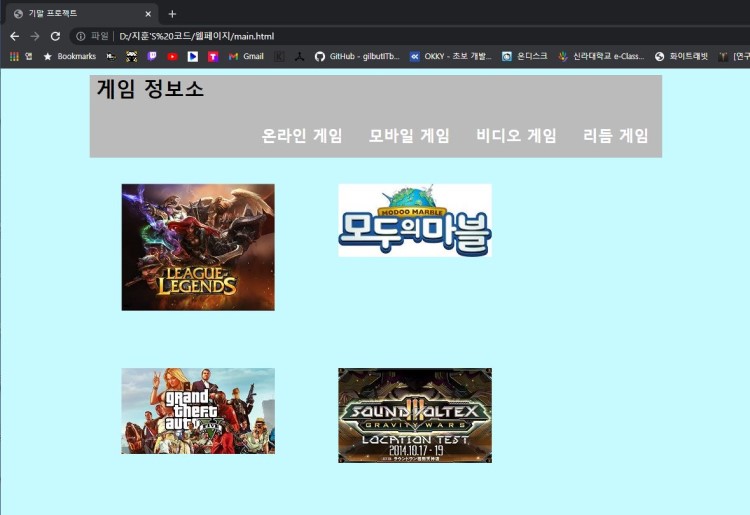 기말 프로젝트
파일 | D:/지훈'S%20코드/웹페이지/main.html
앱 Bookmarks Gmail GitHub - gilbutITb... OKKY - 초보 개발... 온디스크 신라대학교 e-Class... 화이트래빗 [연구
게임 정보소
온라인 게임 모바일 게임 비디오 게임 리듬 게임
LEAGUE OF LEGENDS
MODOO MARBLE
모두의마블
grand theft auto V
SOUND VOLTEX III
GRAVITY WARS
LOCATION TEST
2014.10.17 - 19